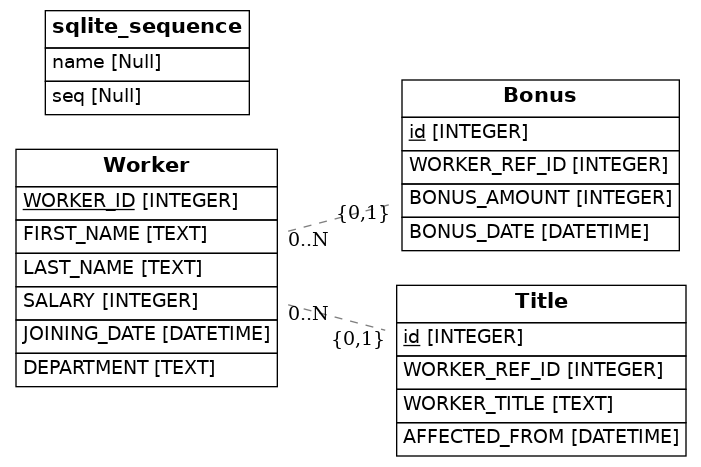 sqlite_sequence
name [Null]
seq [Null]
Worker
WORKER_ID [INTEGER]
FIRST_NAME [TEXT]
LAST_NAME [TEXT]
SALARY [INTEGER]
JOINING_DATE [DATETIME]
DEPARTMENT [TEXT]
0..N
{0,1}
0..N
{0,1}
Bonus
id [INTEGER]
WORKER_REF_ID [INTEGER]
BONUS_AMOUNT [INTEGER]
BONUS_DATE [DATETIME]
Title
id [INTEGER]
WORKER_REF_ID [INTEGER]
WORKER_TITLE [TEXT]
AFFECTED_FROM [DATETIME]